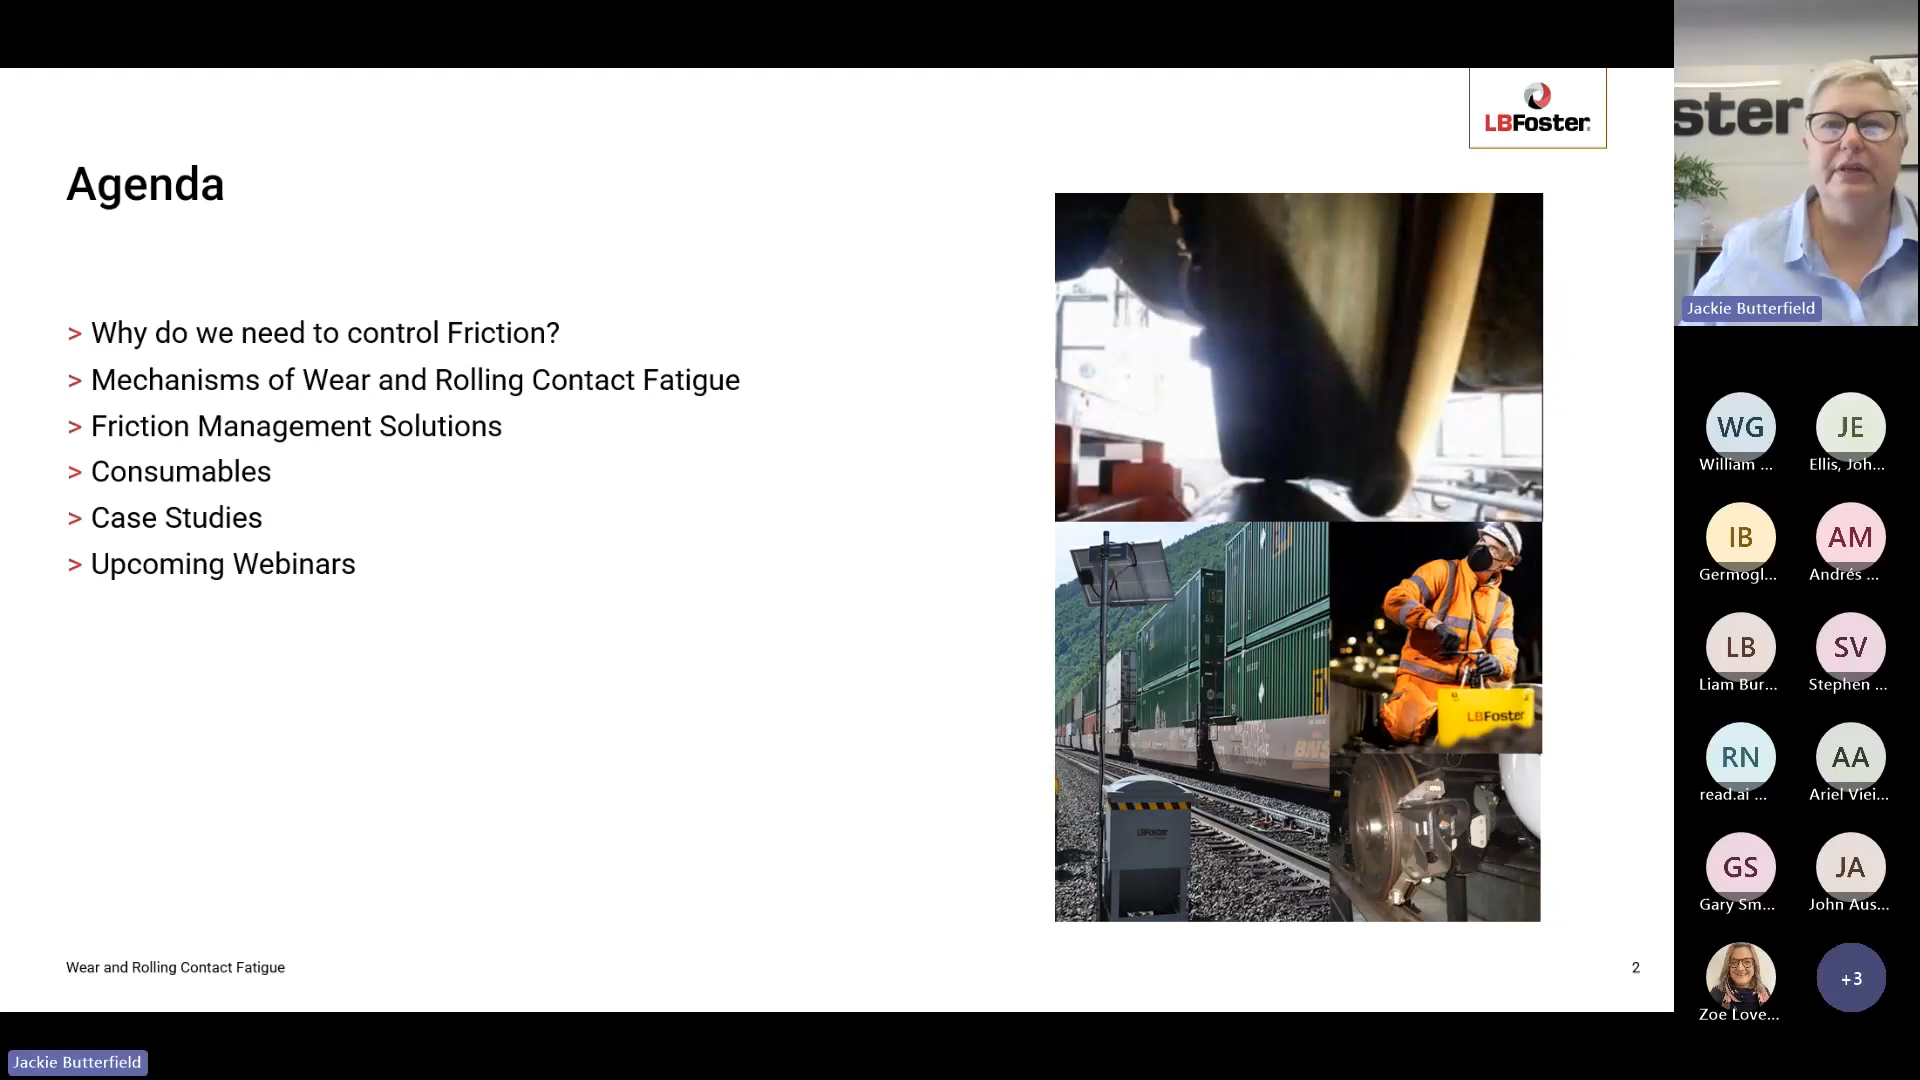 LBFoster
Agenda
> Why do we need to control Friction?
> Mechanisms of Wear and Rolling Contact Fatigue
> Friction Management Solutions
> Consumables
> Case Studies
> Upcoming Webinars
LBFoster
LBFoster
Wear and Rolling Contact Fatigue
2
Jackie Butterfield
ster
Jackie Butterfield
WG
William ...
JE
Ellis, Joh...
IB
Germogl...
AM
Andrés ...
LB
Liam Bur...
SV
Stephen ...
RN
read.ai ...
AA
Ariel Viei...
GS
Gary Sm...
JA
John Aus...
Zoe Love...
+3